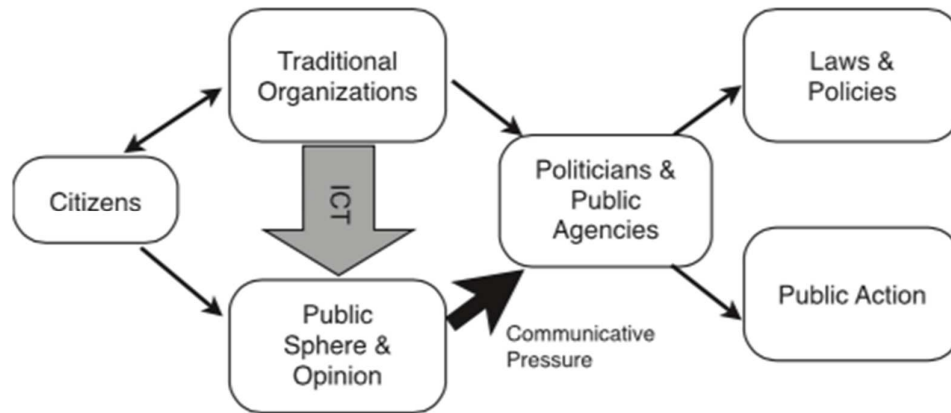 Traditional
Organizations
Laws &
Policies
Citizens
ICT
Politicians &
Public
Agencies
Public
Sphere &
Opinion
Communicative
Pressure
Public Action